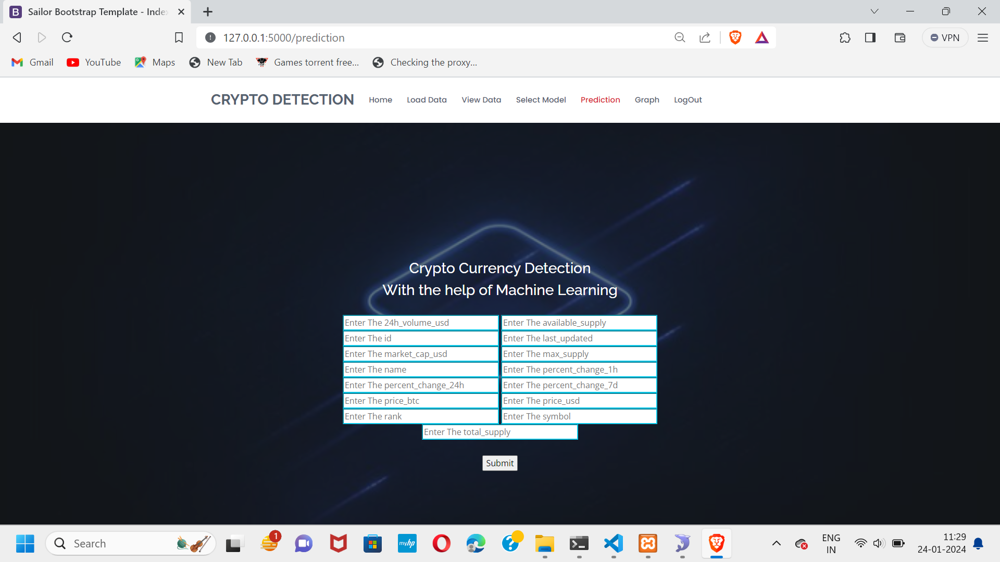 Sailor Bootstrap Template - Inde
127.0.0.1:5000/prediction
VPN
Gmail YouTube Maps New Tab Games torrent free... Checking the proxy...
CRYPTO DETECTION Home Load Data View Data Select Model Prediction Graph LogOut
Crypto Currency Detection
With the help of Machine Learning
Enter The 24h_volume_usd Enter The available_supply
Enter The id Enter The last_updated
Enter The market_cap_usd Enter The max_supply
Enter The name Enter The percent_change_1h
Enter The percent_change_24h Enter The percent_change_7d
Enter The price_btc Enter The price_usd
Enter The rank Enter The symbol
Enter The total_supply
Submit
Search
1
myhp
ENG
IN
11:29
24-01-2024